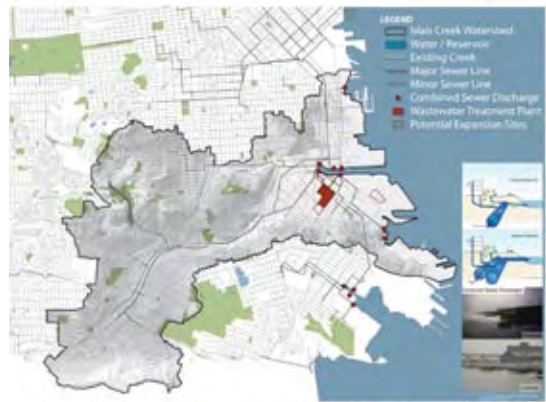 LEGEND
Main Creek Watershed
Water / Reservoir
Existing Creek
Major Sewer Line
Minor Sewer Line
Combined Sewer Discharge
Wastewater Treatment Plant
Potential Expansion Sites